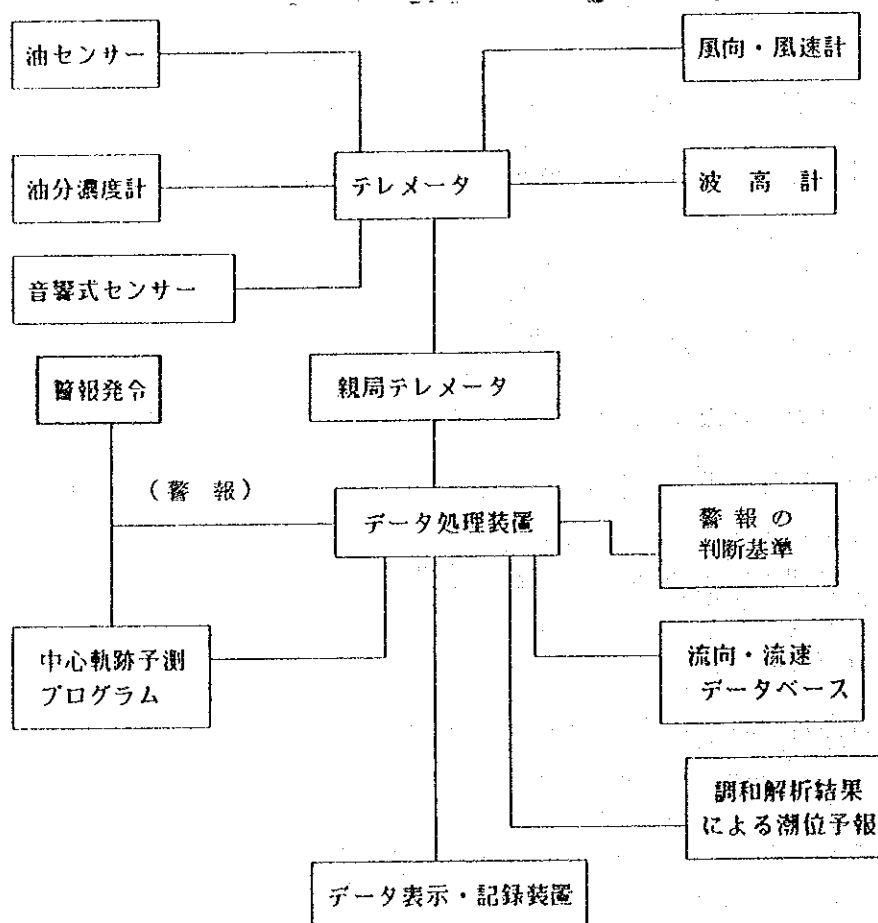 油センサー
風向・風速計
油分濃度計
テレメータ
波高計
音響式センサー
警報発令
親局テレメータ
（警報）
データ処理装置
警報の
判断基準
中心軌跡予測
プログラム
流向・流速
データベース
調和解析結果
による潮位予報
データ表示・記録装置